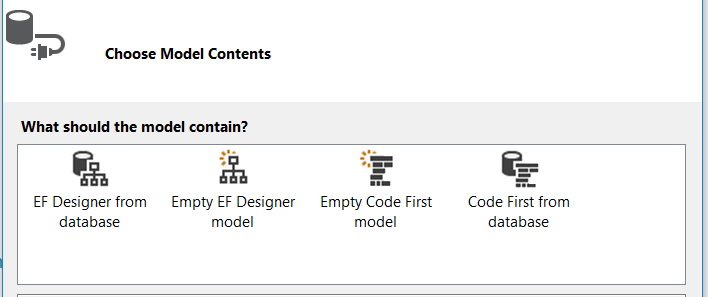 Choose Model Contents
What should the model contain?
EF Designer from database
Empty EF Designer model
Empty Code First model
Code First from database